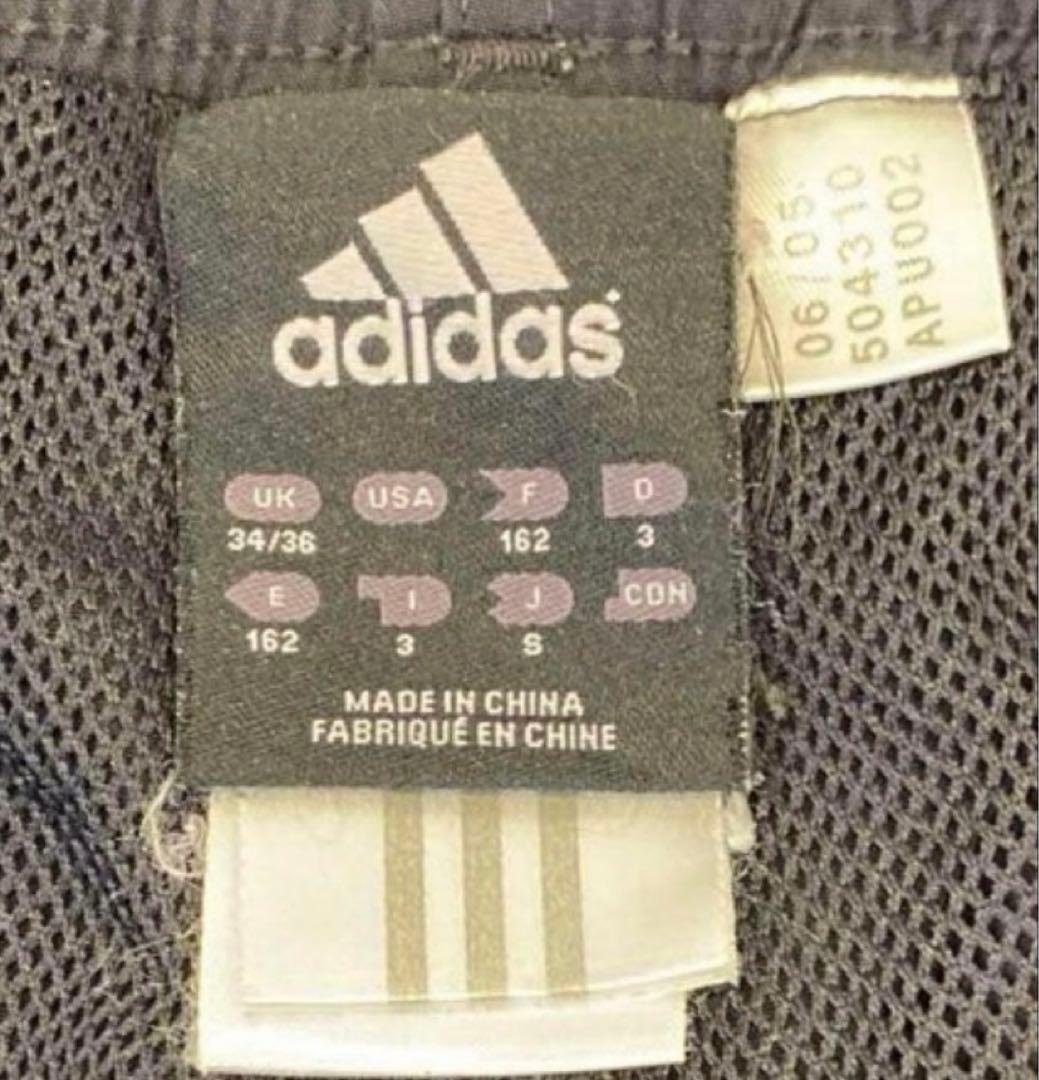 adidas
UK USA F D
34/36 162 3
E I J CDN
162 3 S
MADE IN CHINA
FABRIQUÉ EN CHINE
06/05
504310
APU002